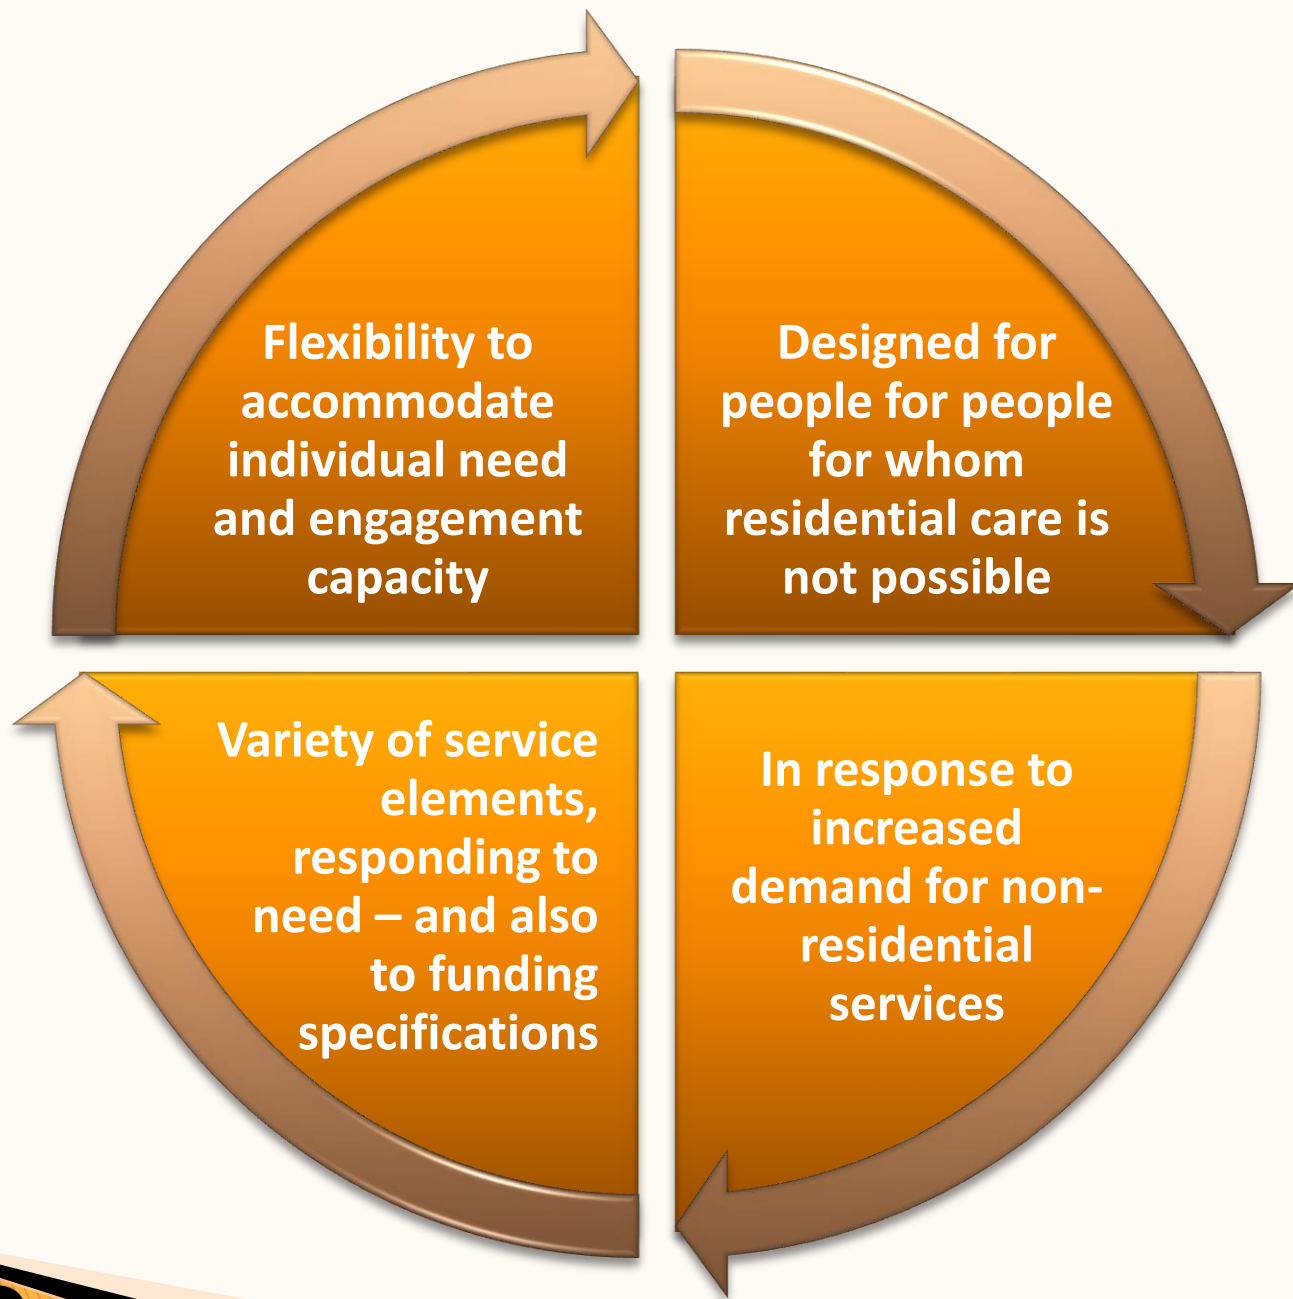 Flexibility to
accommodate
individual need
and engagement
capacity
Designed for
people for people
for whom
residential care is
not possible
Variety of service
elements,
responding to
need – and also
to funding
specifications
In response to
increased
demand for non-
residential
services